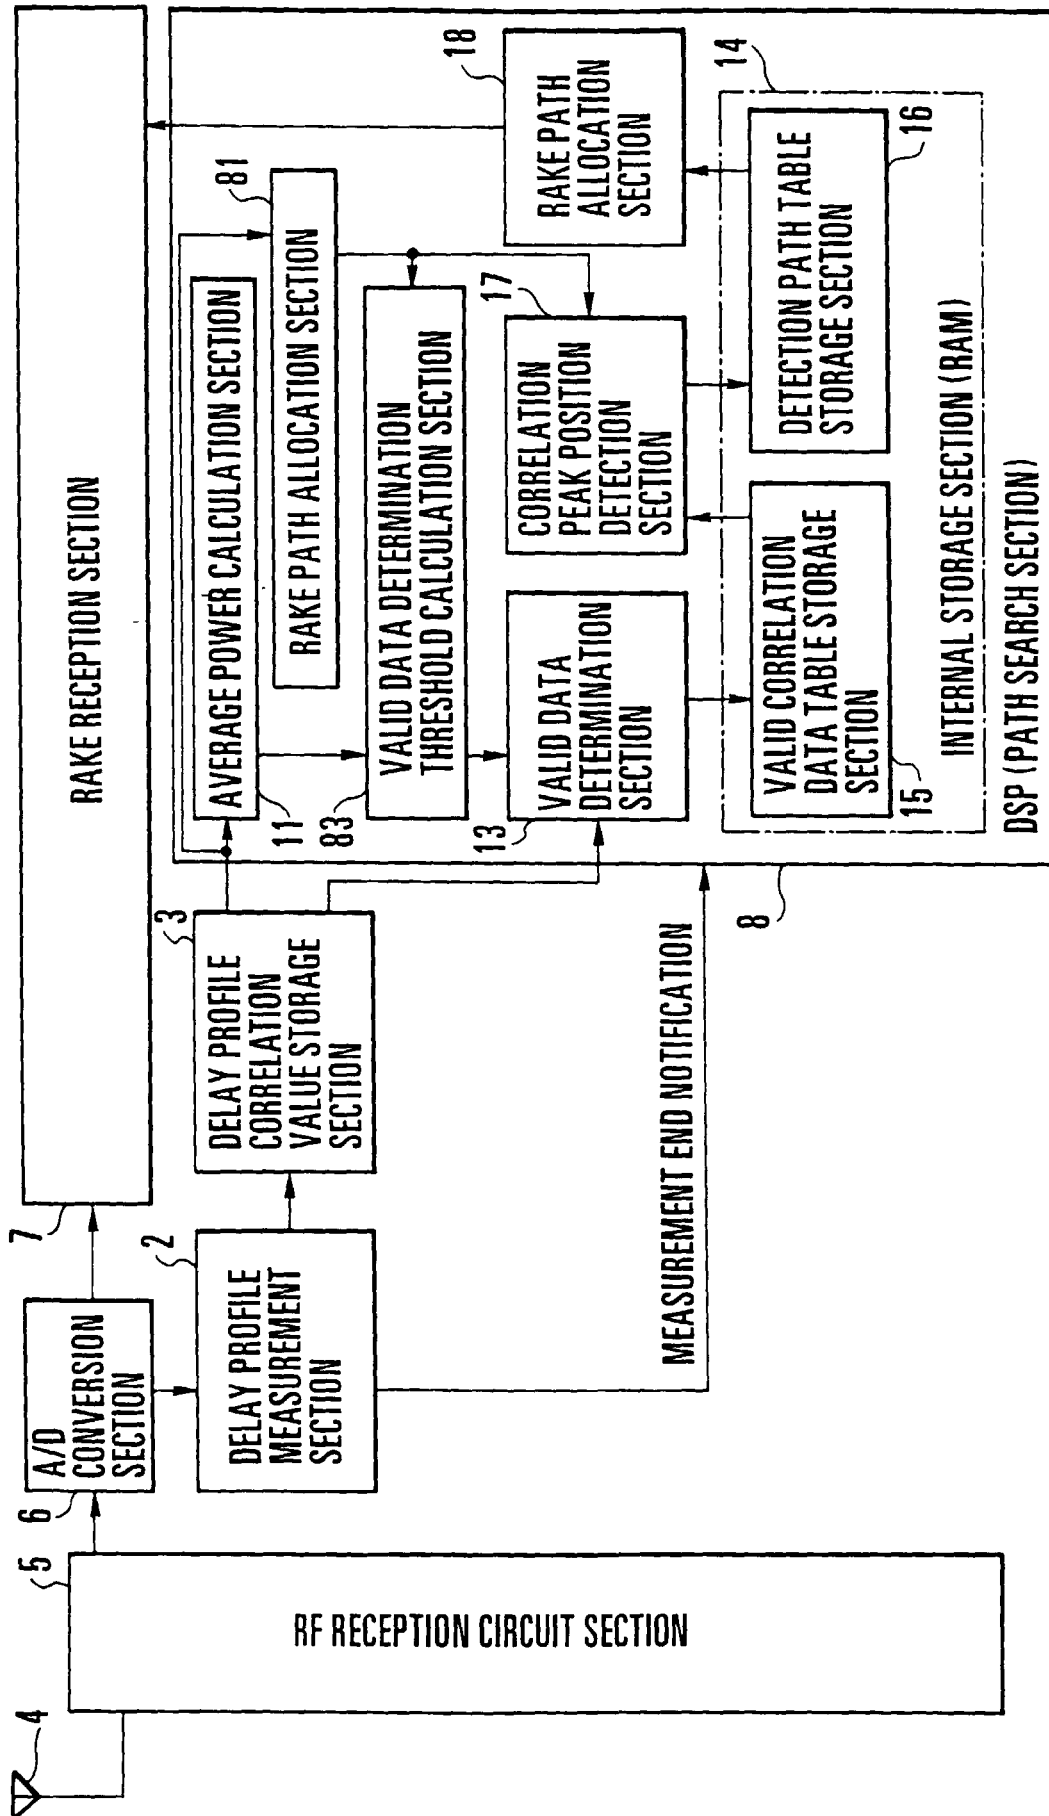 4
5
RF RECEPTION CIRCUIT SECTION
6
A/D
CONVERSION
SECTION
7
RAKE RECEPTION SECTION
2
DELAY PROFILE
MEASUREMENT
SECTION
3
DELAY PROFILE
CORRELATION
VALUE STORAGE
SECTION
MEASUREMENT END NOTIFICATION
8
AVERAGE POWER CALCULATION SECTION
11
81
RAKE PATH ALLOCATION SECTION
83
VALID DATA DETERMINATION
THRESHOLD CALCULATION SECTION
13
VALID DATA
DETERMINATION
SECTION
17
CORRELATION
PEAK POSITION
DETECTION
SECTION
18
RAKE PATH
ALLOCATION
SECTION
14
15
VALID CORRELATION
DATA TABLE STORAGE
SECTION
16
DETECTION PATH TABLE
STORAGE SECTION
INTERNAL STORAGE SECTION (RAM)
DSP (PATH SEARCH SECTION)